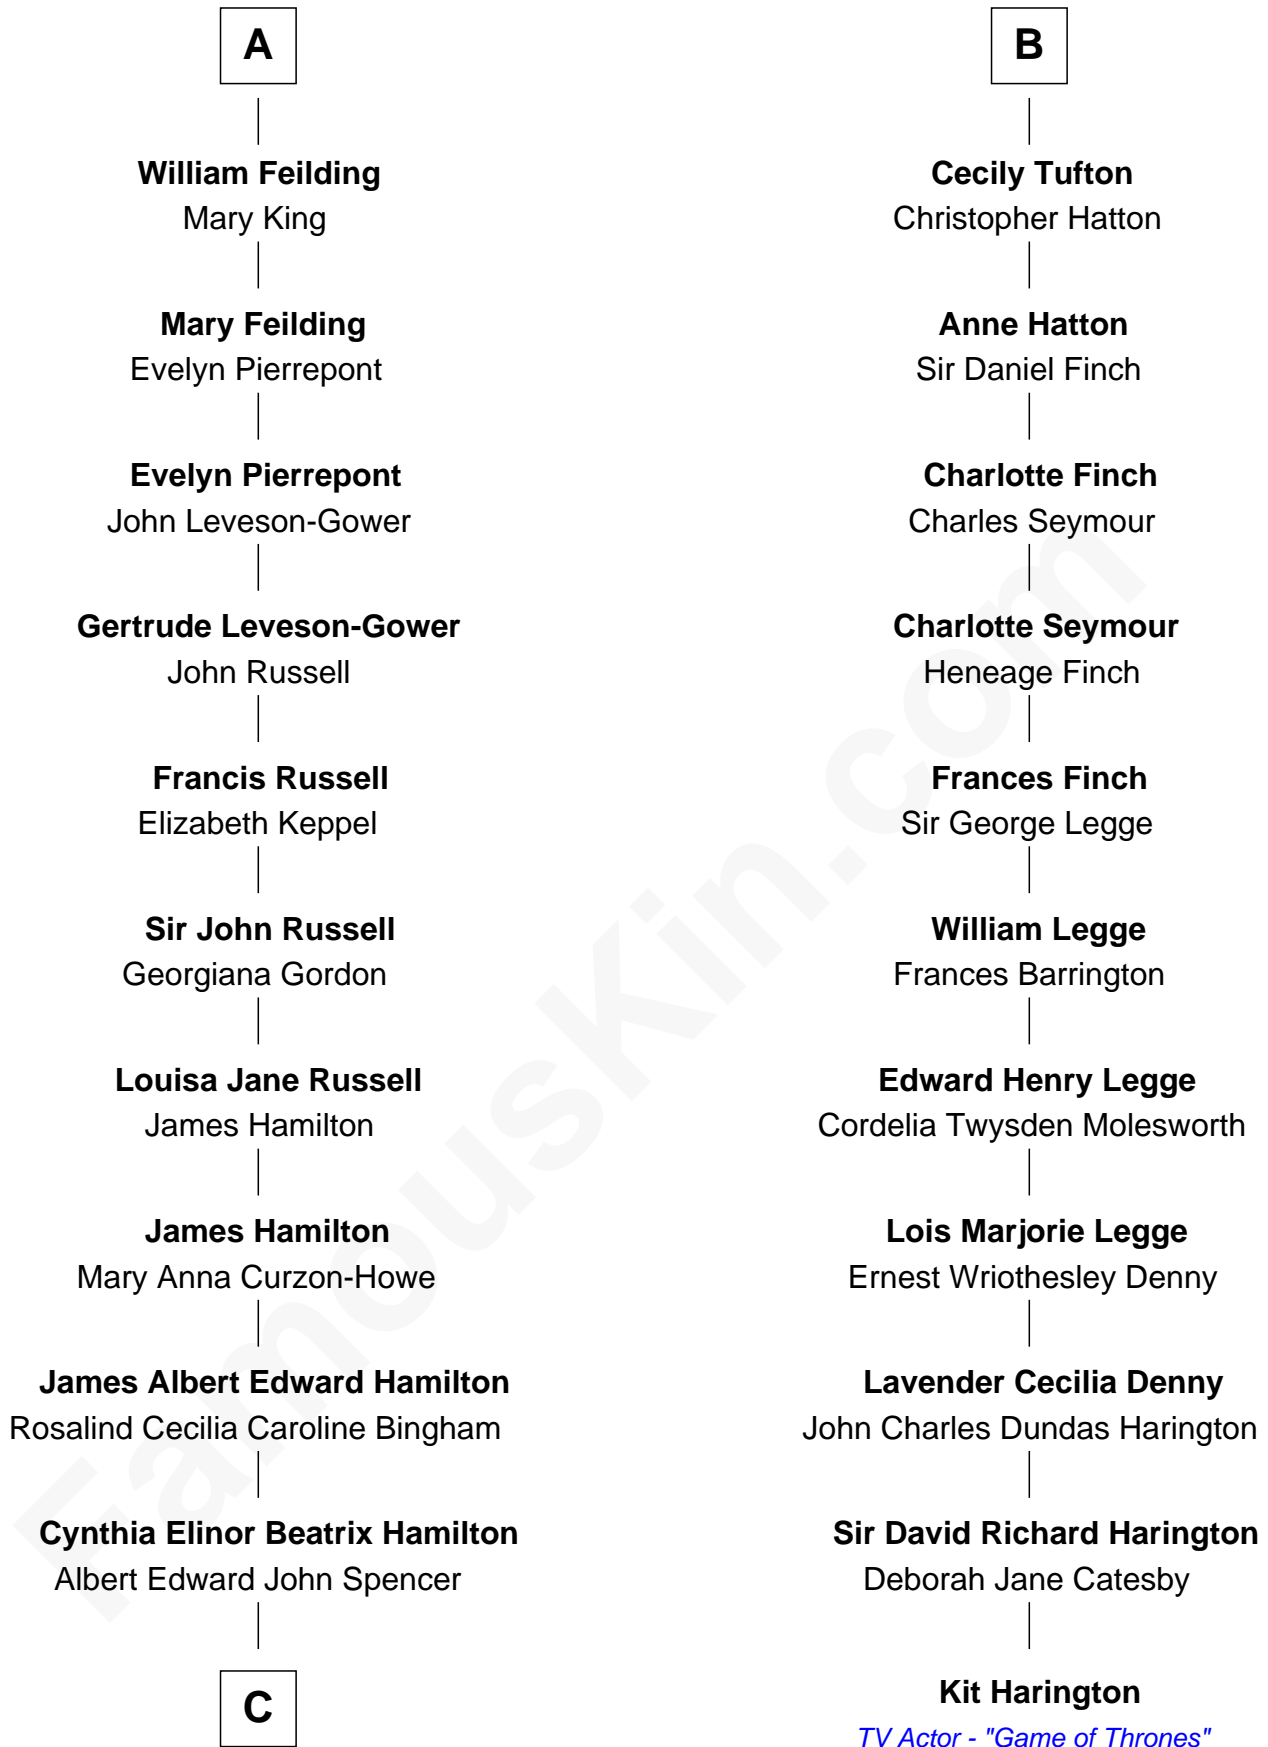 A
William Feilding
Mary King
Mary Feilding
Evelyn Pierrepont
Evelyn Pierrepont
John Leveson-Gower
Gertrude Leveson-Gower
John Russell
Francis Russell
Elizabeth Keppel
Sir John Russell
Georgiana Gordon
Louisa Jane Russell
James Hamilton
James Hamilton
Mary Anna Curzon-Howe
James Albert Edward Hamilton
Rosalind Cecilia Caroline Bingham
Cynthia Elinor Beatrix Hamilton
Albert Edward John Spencer
C
B
Cecily Tufton
Christopher Hatton
Anne Hatton
Sir Daniel Finch
Charlotte Finch
Charles Seymour
Charlotte Seymour
Heneage Finch
Frances Finch
Sir George Legge
William Legge
Frances Barrington
Edward Henry Legge
Cordelia Twysden Molesworth
Lois Marjorie Legge
Ernest Wriothesley Denny
Lavender Cecilia Denny
John Charles Dundas Harington
Sir David Richard Harington
Deborah Jane Catesby
Kit Harington
TV Actor - "Game of Thrones"
FamousKin.com